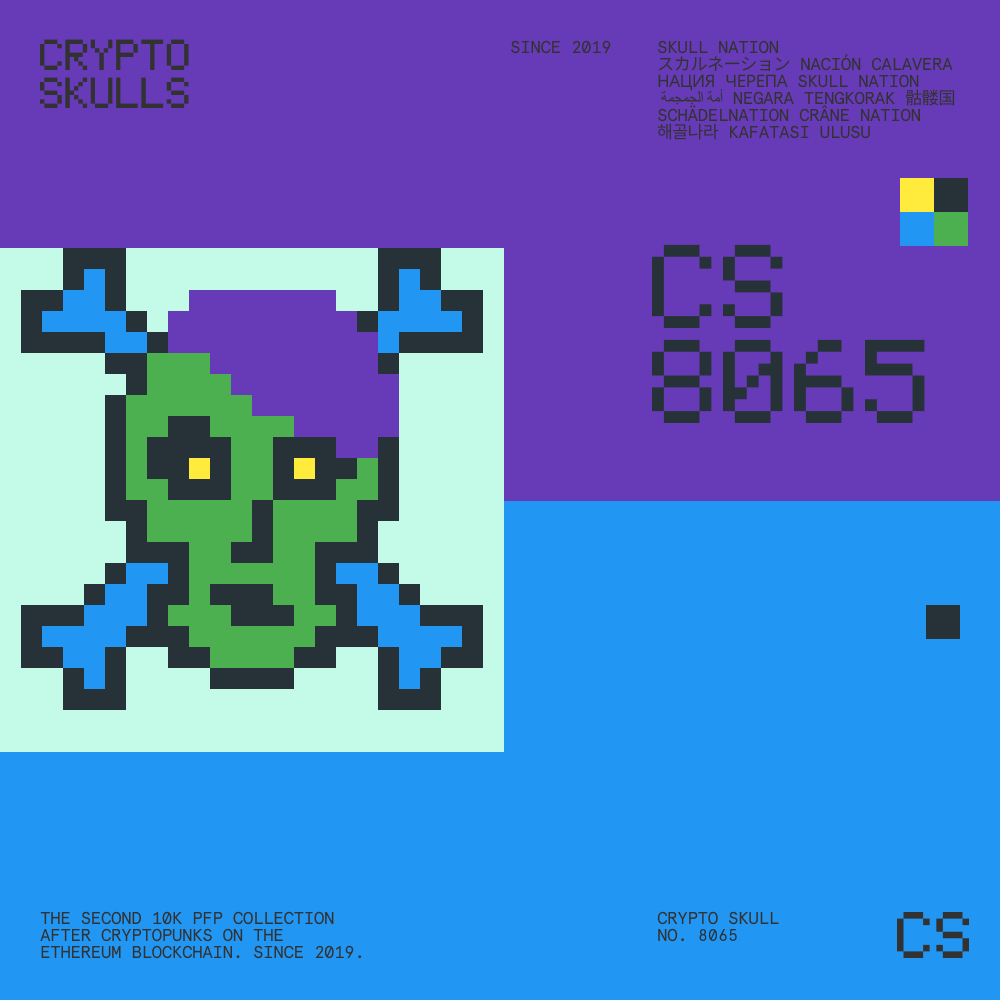 CRYPTO
SKULLS
SINCE 2019
SKULL NATION
スカルネーション NACIÓN CALAVERA
НАЦИЯ ЧЕРЕПА SKULL NATION
أمة الجمجمة NEGARA TENGKORAK 骷髅国
SCHÄDELNATION CRÂNE NATION
해골나라 KAFATASI ULUSU
CS
8065
THE SECOND 10K PFP COLLECTION
AFTER CRYPTOPUNKS ON THE
ETHEREUM BLOCKCHAIN. SINCE 2019.
CRYPTO SKULL
NO. 8065
CS